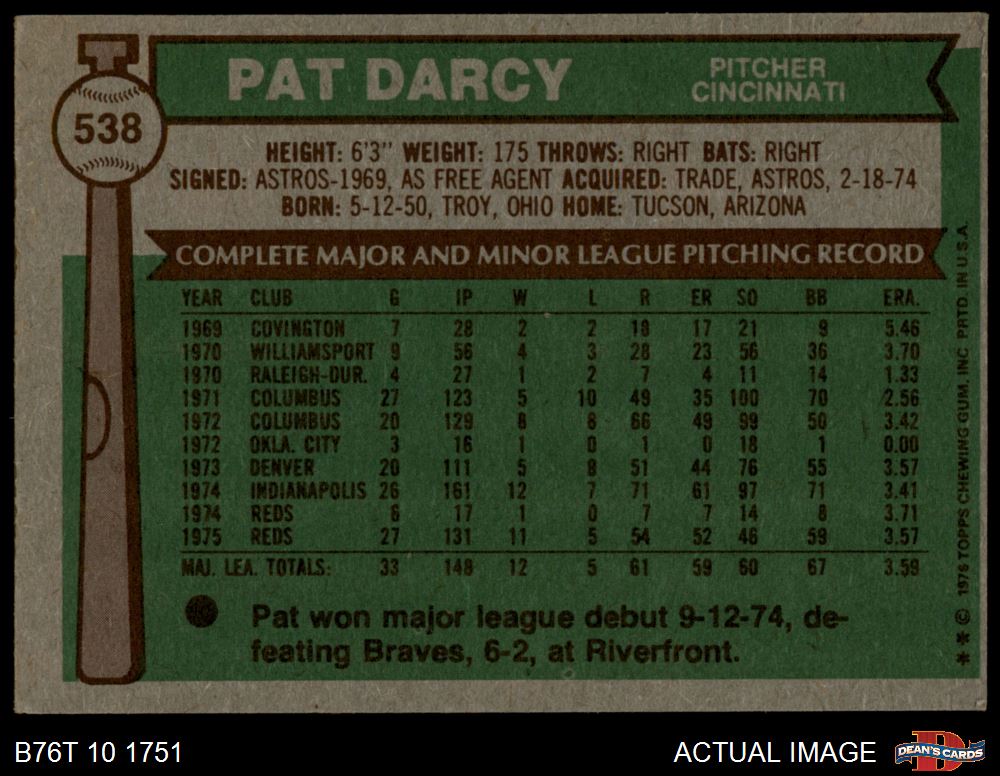 538
PAT DARCY
PITCHER
CINCINNATI
HEIGHT: 6'3" WEIGHT: 175 THROWS: RIGHT BATS: RIGHT
SIGNED: ASTROS-1969, AS FREE AGENT ACQUIRED: TRADE, ASTROS, 2-18-74
BORN: 5-12-50, TROY, OHIO HOME: TUCSON, ARIZONA
COMPLETE MAJOR AND MINOR LEAGUE PITCHING RECORD
YEAR CLUB G IP W L R ER SO BB ERA.
1969 COVINGTON 7 28 2 2 18 17 21 9 5.46
1970 WILLIAMSPORT 9 56 4 3 28 23 56 36 3.70
1970 RALEIGH-DUR. 4 27 1 2 7 4 11 14 1.33
1971 COLUMBUS 27 123 5 10 49 35 100 70 2.56
1972 COLUMBUS 20 129 8 8 66 49 99 50 3.42
1972 OKLA. CITY 3 16 1 0 1 0 18 1 0.00
1973 DENVER 20 111 5 8 51 44 76 55 3.57
1974 INDIANAPOLIS 26 161 12 7 71 61 97 71 3.41
1974 REDS 6 17 1 0 7 7 14 8 3.71
1975 REDS 27 131 11 5 54 52 46 59 3.57
MAJ. LEA. TOTALS: 33 148 12 5 61 59 60 67 3.59
Pat won major league debut 9-12-74, de-
feating Braves, 6-2, at Riverfront.
** © 1976 TOPPS CHEWING GUM, INC. PRTD. IN U.S.A.
B76T 10 1751
ACTUAL IMAGE
DEAN'S CARDS